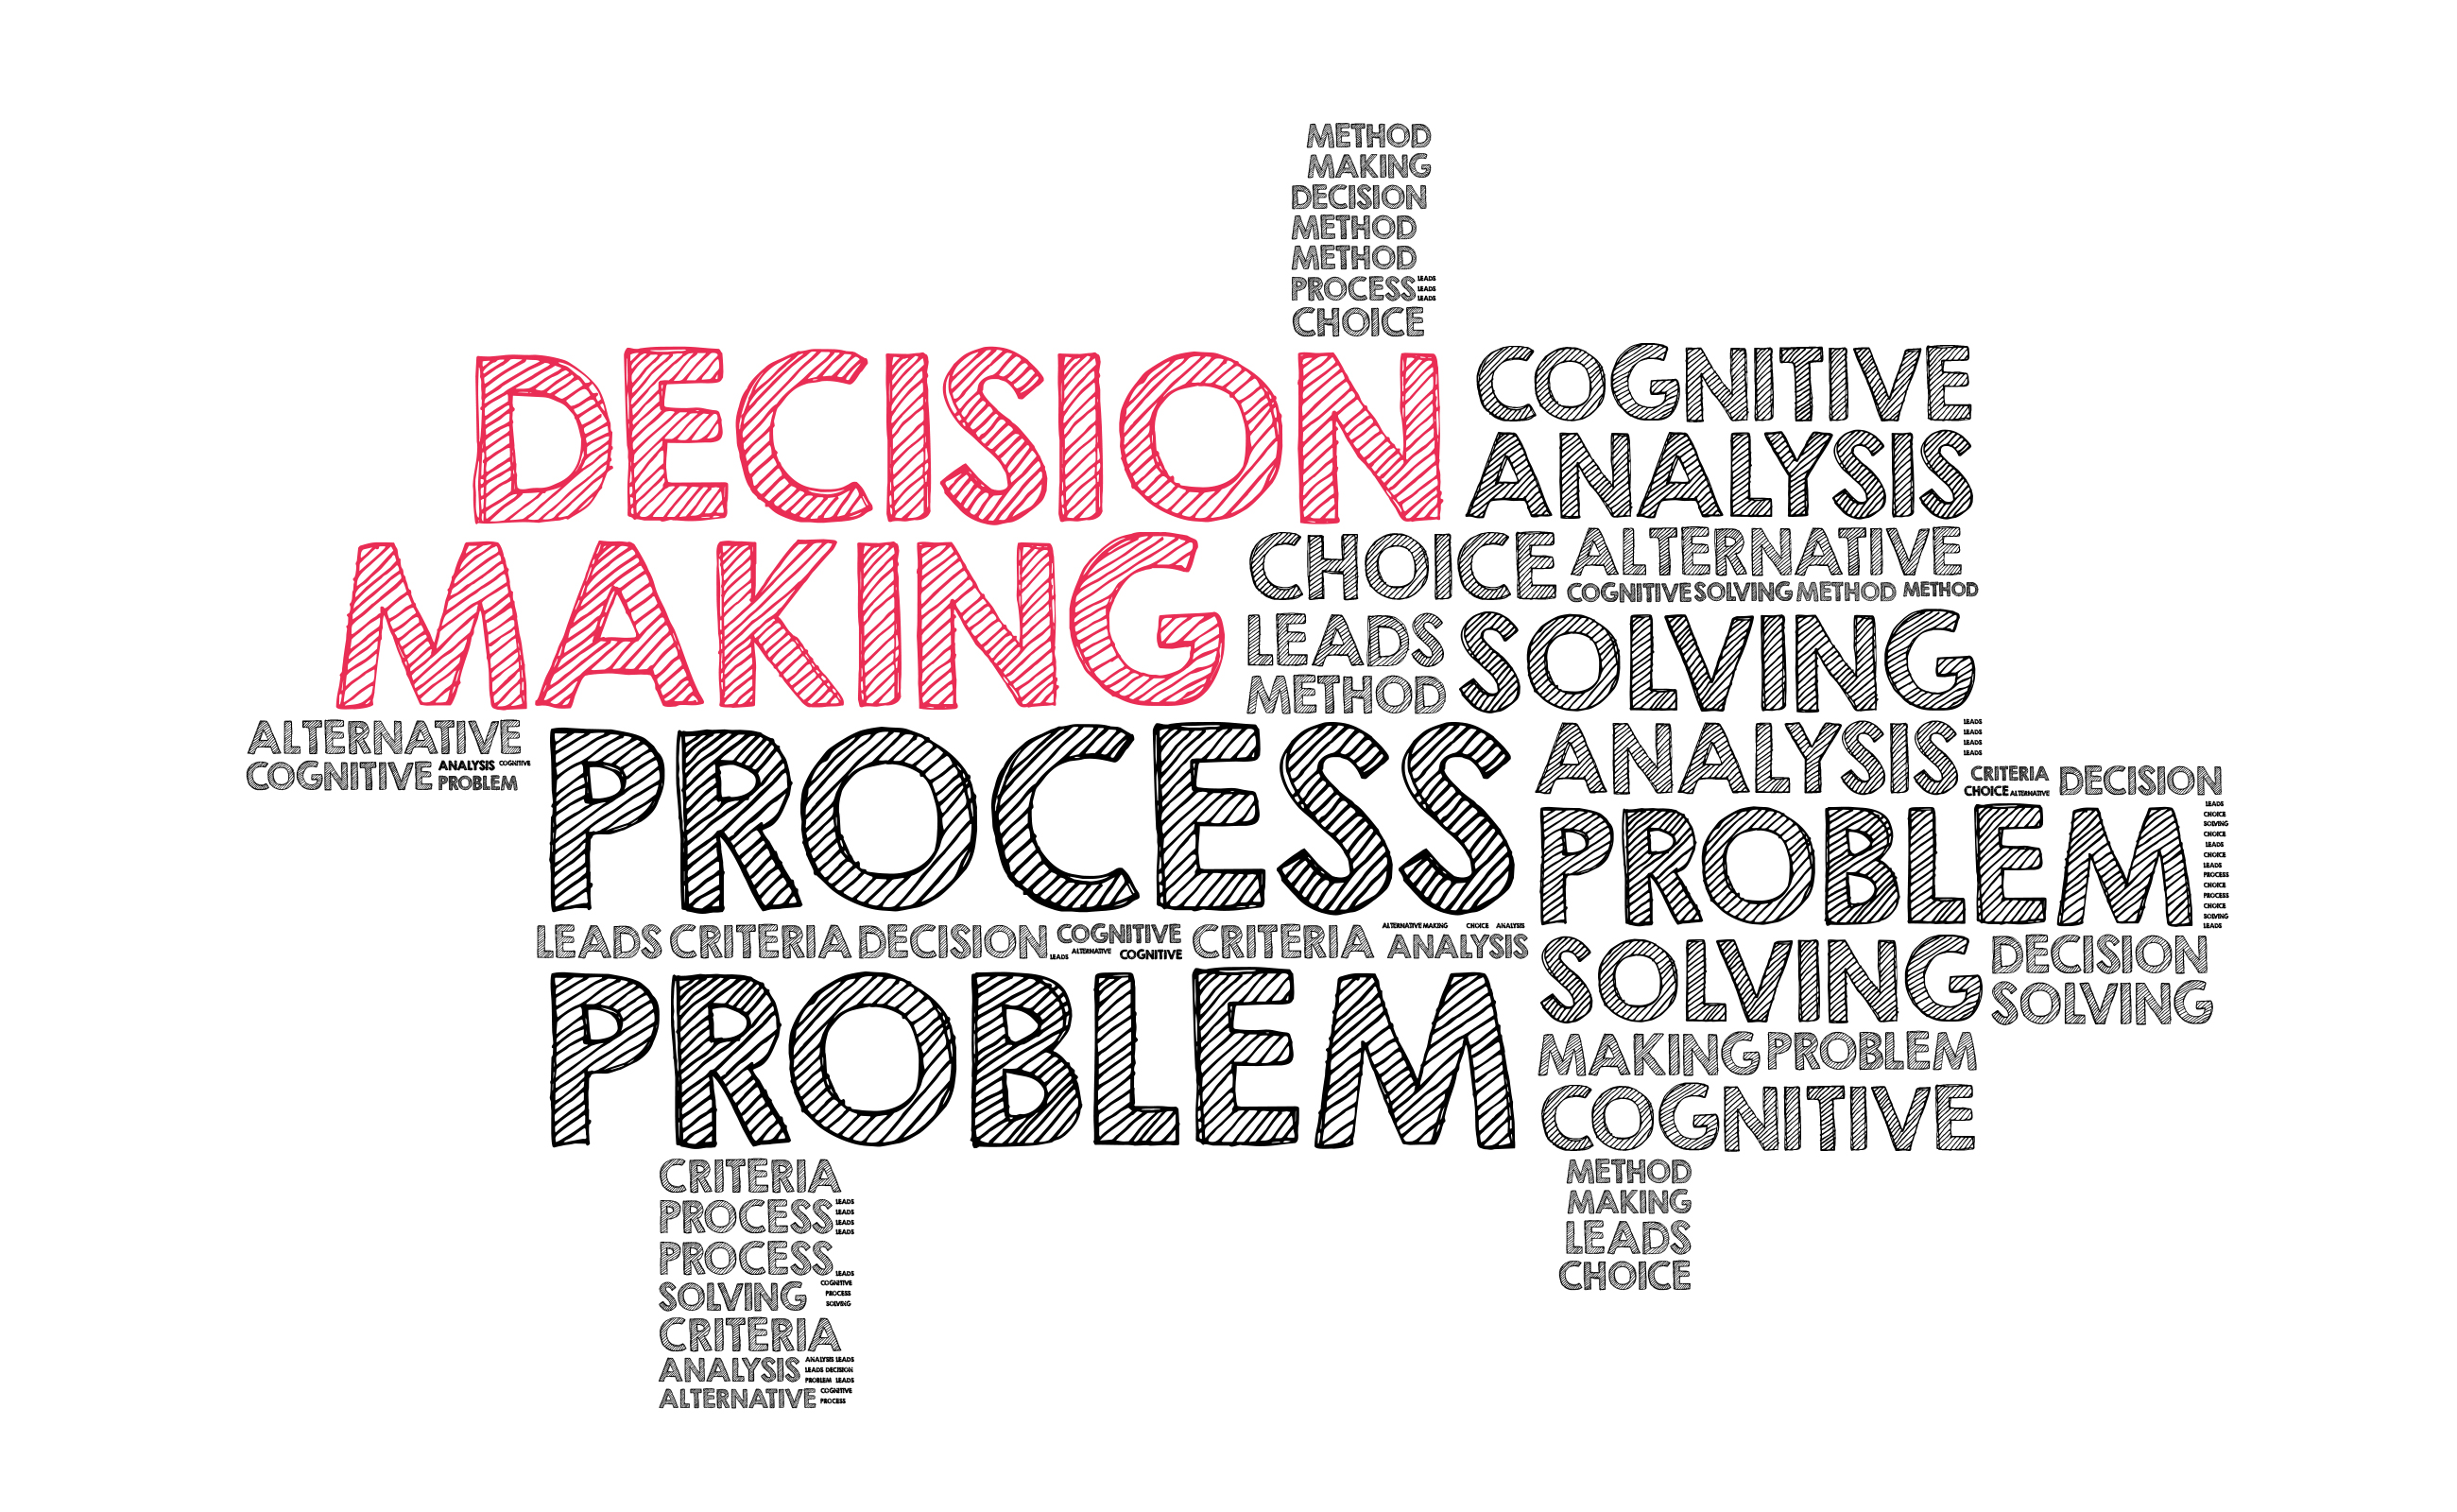 METHOD
MAKING
DECISION
METHOD
METHOD
PROCESS
LEADS
LEADS
LEADS
CHOICE
DECISION
MAKING
COGNITIVE
ANALYSIS
CHOICE
ALTERNATIVE
COGNITIVE SOLVING METHOD METHOD
LEADS
METHOD
SOLVING
ALTERNATIVE
COGNITIVE
ANALYSIS COGNITIVE
PROBLEM
PROCESS
ANALYSIS
LEADS
LEADS
LEADS
LEADS
CRITERIA
CHOICE ALTERNATIVE
DECISION
PROBLEM
LEADS
CHOICE
SOLVING
CHOICE
LEADS
CHOICE
LEADS
PROCESS
CHOICE
PROCESS
CHOICE
SOLVING
LEADS
LEADS CRITERIA DECISION
COGNITIVE
LEADS ALTERNATIVE COGNITIVE
CRITERIA
ALTERNATIVE MAKING CHOICE ANALYSIS
ANALYSIS
PROBLEM
SOLVING
DECISION
SOLVING
MAKING PROBLEM
COGNITIVE
CRITERIA
PROCESS
LEADS
LEADS
LEADS
LEADS
PROCESS
LEADS
SOLVING
COGNITIVE
PROCESS
SOLVING
CRITERIA
ANALYSIS
ANALYSIS LEADS
LEADS DECISION
PROBLEM LEADS
ALTERNATIVE
COGNITIVE
PROCESS
METHOD
MAKING
LEADS
CHOICE